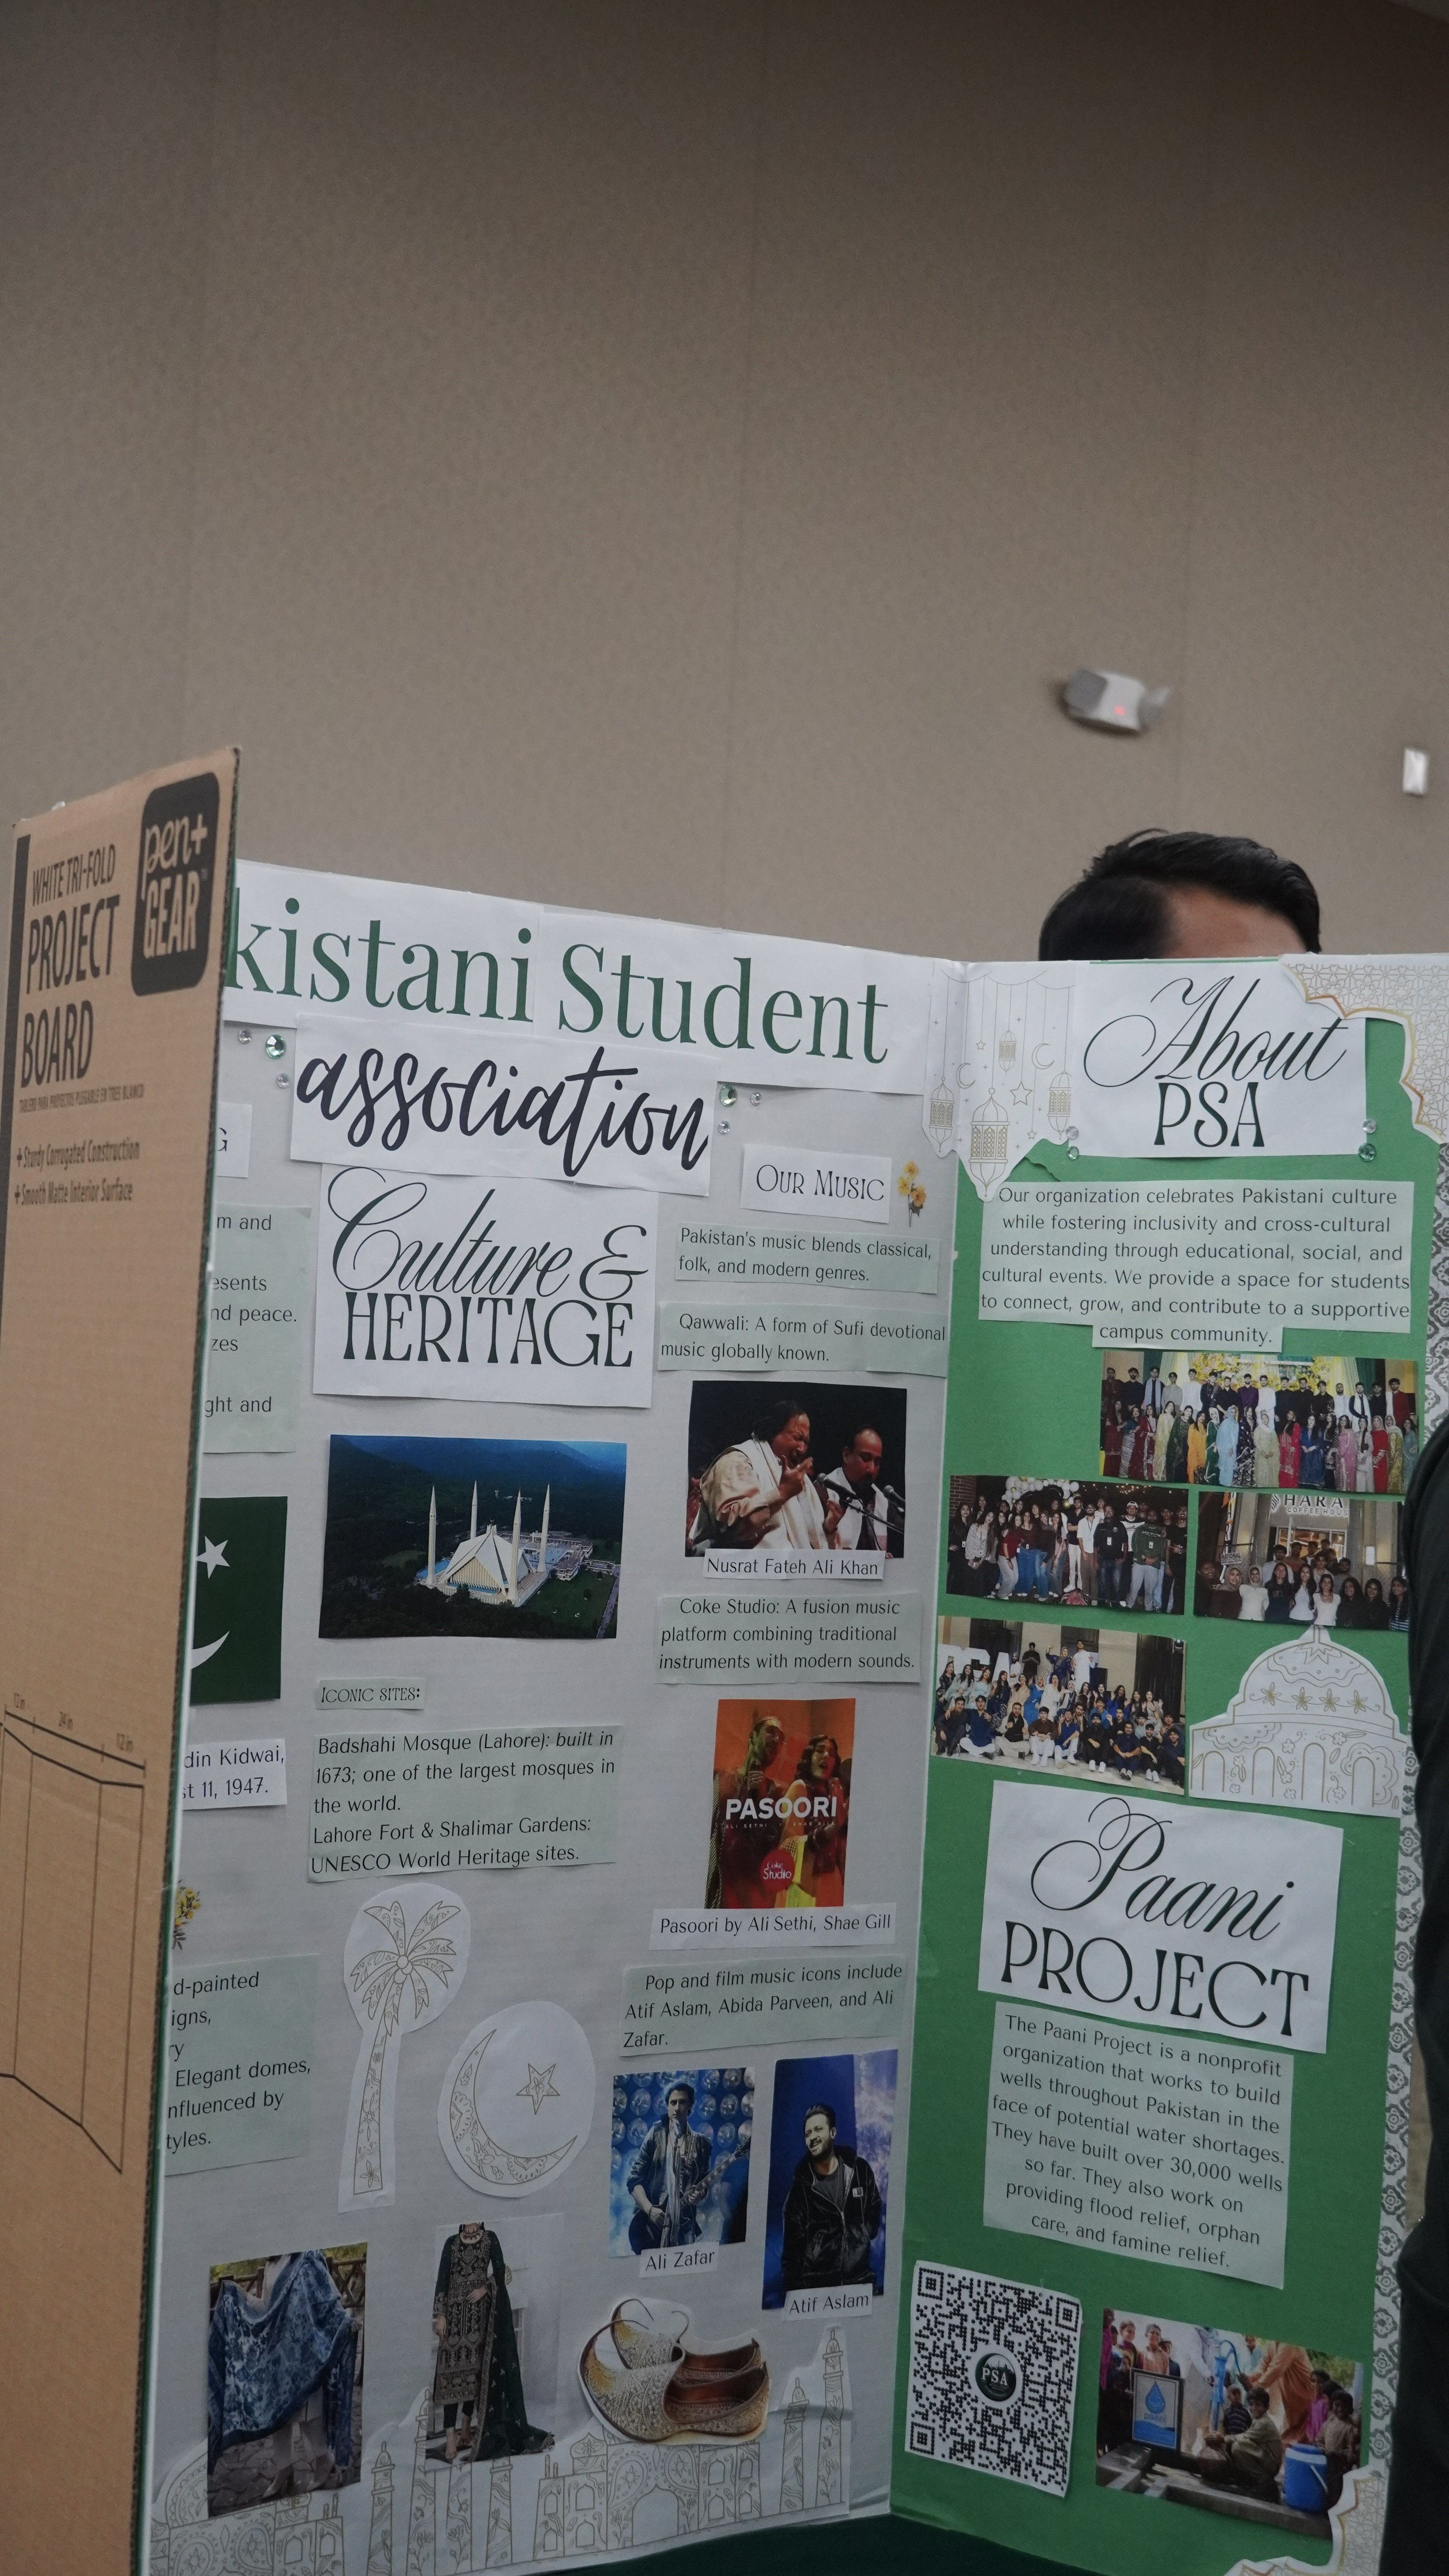 WHITE TRI-FOLD
PROJECT
BOARD
TABLERO PARA PROYECTOS PLEGABLE EN TRES BLANCO
+ Sturdy Corrugated Construction
+ Smooth Matte Interior Surface
pen+
GEAR
12 in
24 in
12 in
kistani Student
association
G
m and
esents
nd peace.
zes
ght and
din Kidwai,
st 11, 1947.
d-painted
igns,
ry
Elegant domes,
nfluenced by
tyles.
Culture &
HERITAGE
ICONIC SITES:
Badshahi Mosque (Lahore): built in
1673; one of the largest mosques in
the world.
Lahore Fort & Shalimar Gardens:
UNESCO World Heritage sites.
OUR MUSIC
Pakistan's music blends classical,
folk, and modern genres.
Qawwali: A form of Sufi devotional
music globally known.
Nusrat Fateh Ali Khan
Coke Studio: A fusion music
platform combining traditional
instruments with modern sounds.
PASOORI
ALI SETHI
Coke
Studio
Pasoori by Ali Sethi, Shae Gill
Pop and film music icons include
Atif Aslam, Abida Parveen, and Ali
Zafar.
Ali Zafar
Atif Aslam
About
PSA
Our organization celebrates Pakistani culture
while fostering inclusivity and cross-cultural
understanding through educational, social, and
cultural events. We provide a space for students
to connect, grow, and contribute to a supportive
campus community.
HARA
COFFEE HOUS
Paani
PROJECT
The Paani Project is a nonprofit
organization that works to build
wells throughout Pakistan in the
face of potential water shortages.
They have built over 30,000 wells
so far. They also work on
providing flood relief, orphan
care, and famine relief.
PSA